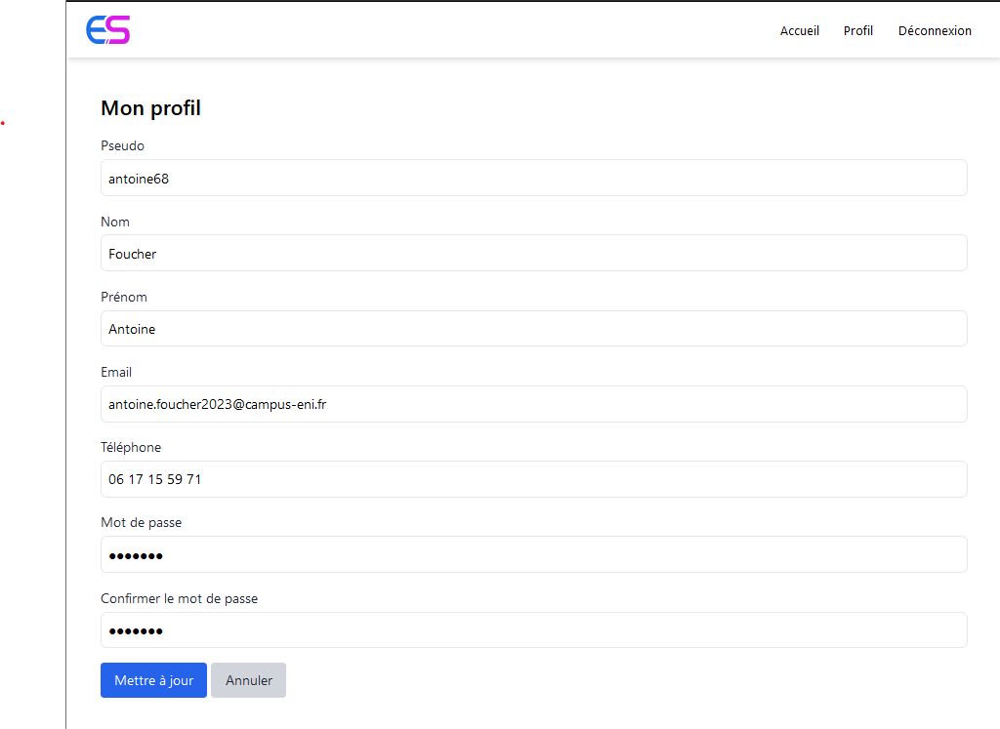 ES
Accueil Profil Déconnexion
Mon profil
Pseudo
antoine68
Nom
Foucher
Prénom
Antoine
Email
antoine.foucher2023@campus-eni.fr
Téléphone
06 17 15 59 71
Mot de passe
•••••••
Confirmer le mot de passe
•••••••
Mettre à jour Annuler